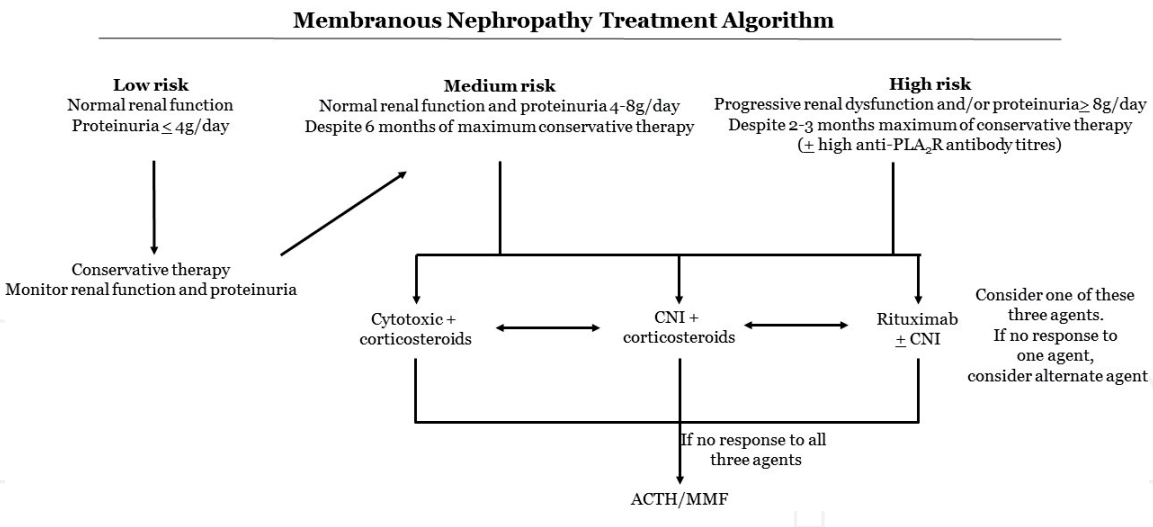 Membranous Nephropathy Treatment Algorithm
Low risk
Normal renal function
Proteinuria ≤ 4g/day
Medium risk
Normal renal function and proteinuria 4-8g/day
Despite 6 months of maximum conservative therapy
High risk
Progressive renal dysfunction and/or proteinuria ≥ 8g/day
Despite 2-3 months maximum of conservative therapy
(± high anti-PLA₂R antibody titres)
Conservative therapy
Monitor renal function and proteinuria
Cytotoxic +
corticosteroids
CNI +
corticosteroids
Rituximab
± CNI
Consider one of these
three agents.
If no response to
one agent,
consider alternate agent
If no response to all
three agents
ACTH/MMF